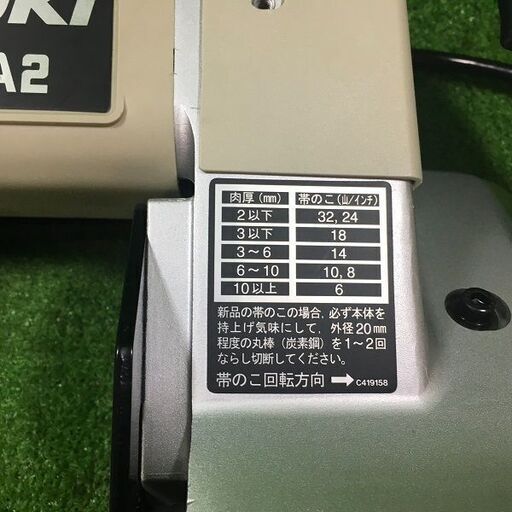 A2
肉厚(mm) 帯のこ(山/インチ)
2以下 32,24
3以下 18
3〜6 14
6〜10 10,8
10以上 6
新品の帯のこの場合,必ず本体を
持上げ気味にして,外径20mm
程度の丸棒(炭素鋼)を1〜2回
ならし切断してください。
帯のこ回転方向 → C419158